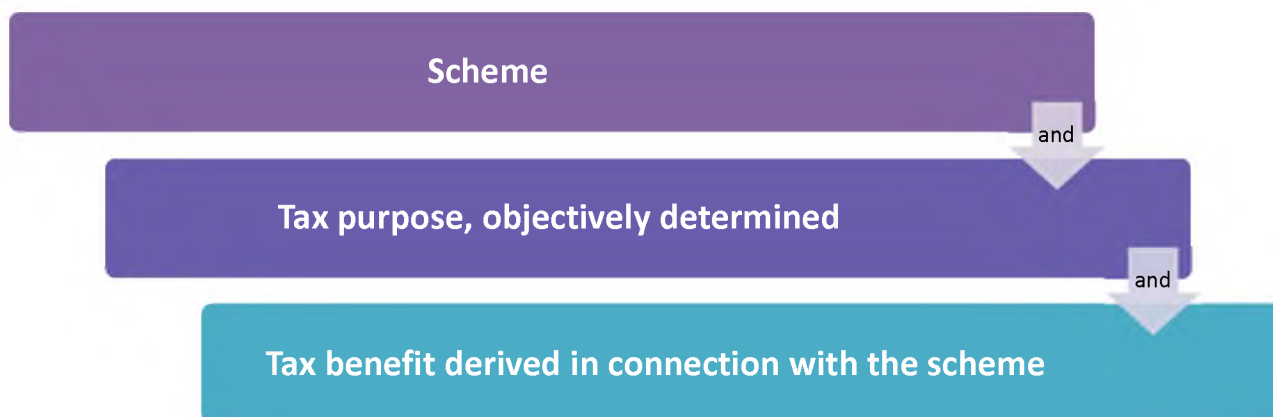 Scheme
and
Tax purpose, objectively determined
and
Tax benefit derived in connection with the scheme